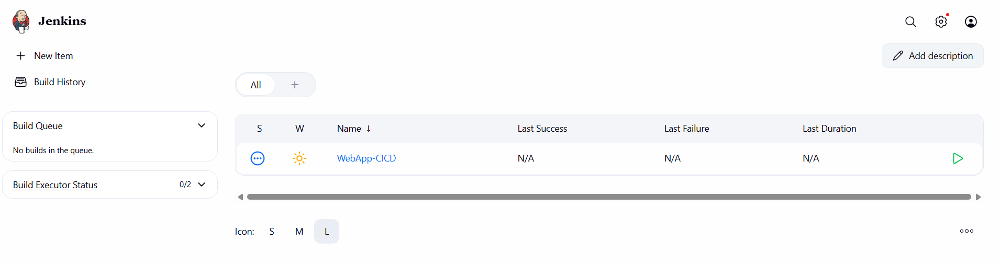 Jenkins
New Item
Add description
Build History
All
Build Queue
No builds in the queue.
Build Executor Status 0/2
S W Name ↓ Last Success Last Failure Last Duration
WebApp-CICD N/A N/A N/A
Icon: S M L